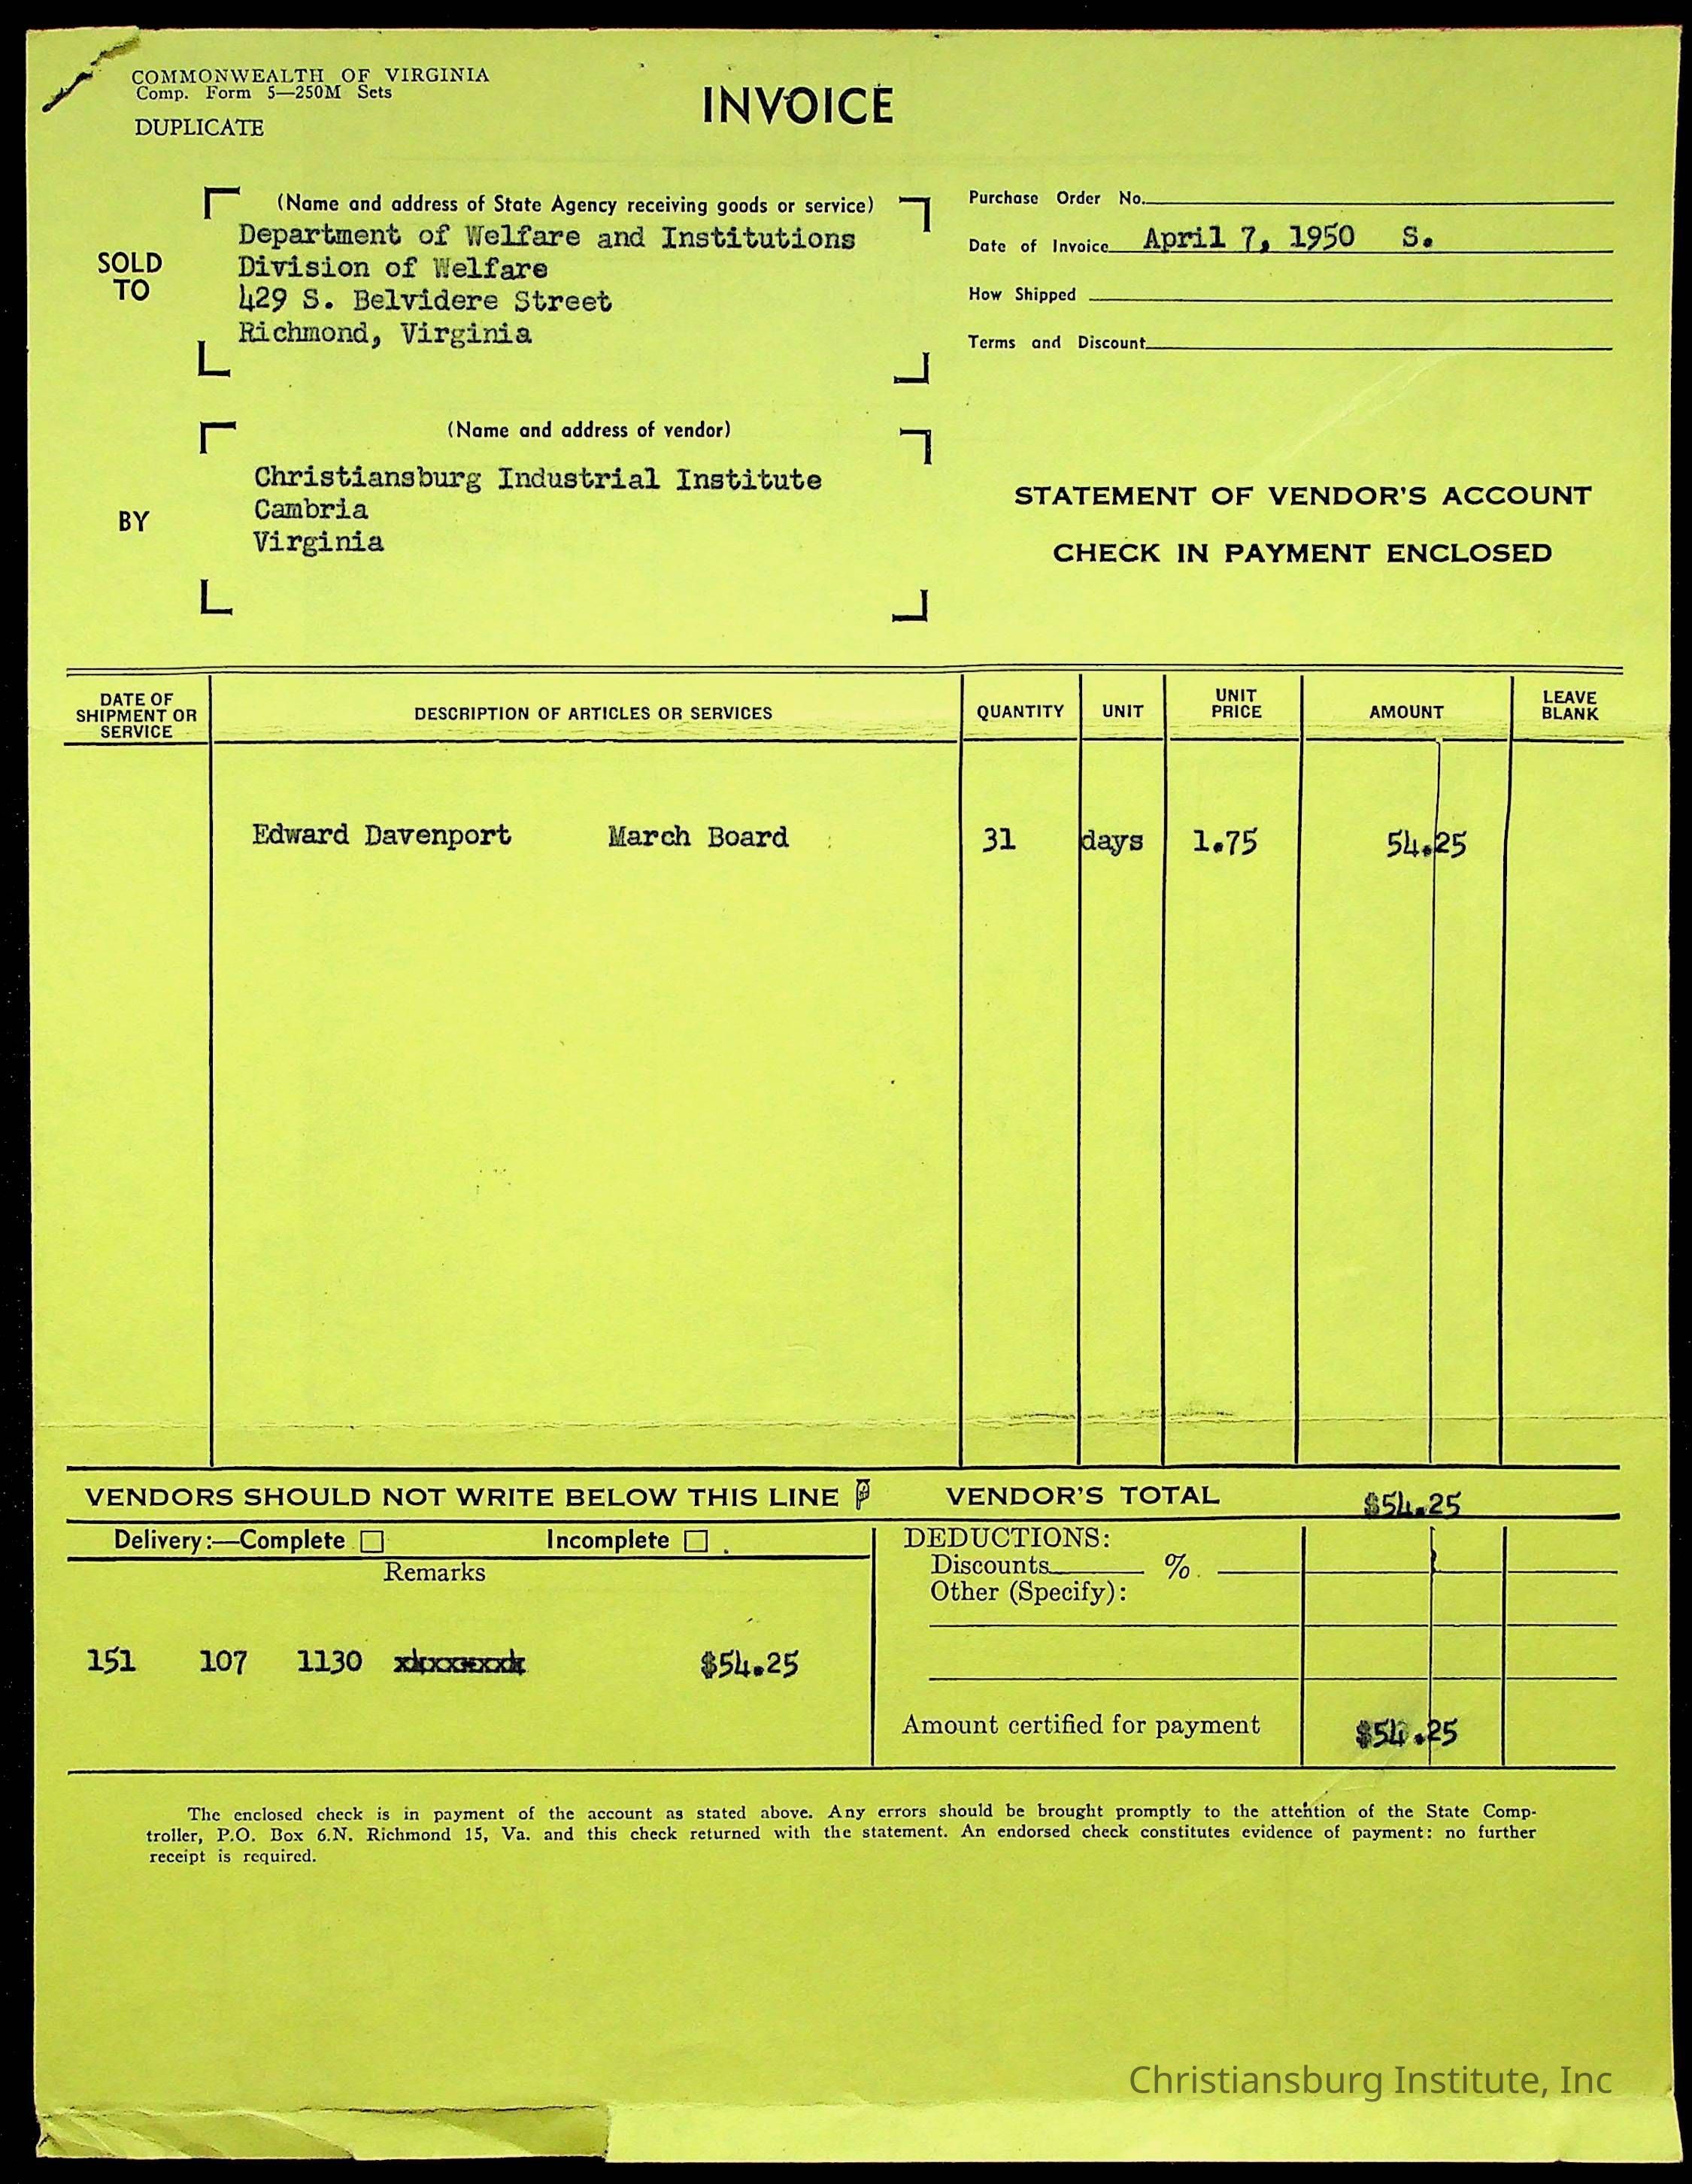 COMMONWEALTH OF VIRGINIA
Comp. Form 5—250M Sets
DUPLICATE
INVOICE
SOLD
TO
(Name and address of State Agency receiving goods or service)
Department of Welfare and Institutions
Division of Welfare
429 S. Belvidere Street
Richmond, Virginia
Purchase Order No.
Date of Invoice April 7, 1950 S.
How Shipped
Terms and Discount
BY
(Name and address of vendor)
Christiansburg Industrial Institute
Cambria
Virginia
STATEMENT OF VENDOR'S ACCOUNT
CHECK IN PAYMENT ENCLOSED
DATE OF
SHIPMENT OR
SERVICE
DESCRIPTION OF ARTICLES OR SERVICES
QUANTITY
UNIT
UNIT
PRICE
AMOUNT
LEAVE
BLANK
Edward Davenport March Board 31 days 1.75 54.25
VENDORS SHOULD NOT WRITE BELOW THIS LINE
VENDOR'S TOTAL $54.25
Delivery:—Complete Incomplete
Remarks
151 107 1130 $54.25
DEDUCTIONS:
Discounts %
Other (Specify):
Amount certified for payment $54.25
The enclosed check is in payment of the account as stated above. Any errors should be brought promptly to the attention of the State Comp-
troller, P.O. Box 6.N. Richmond 15, Va. and this check returned with the statement. An endorsed check constitutes evidence of payment: no further
receipt is required.
Christiansburg Institute, Inc